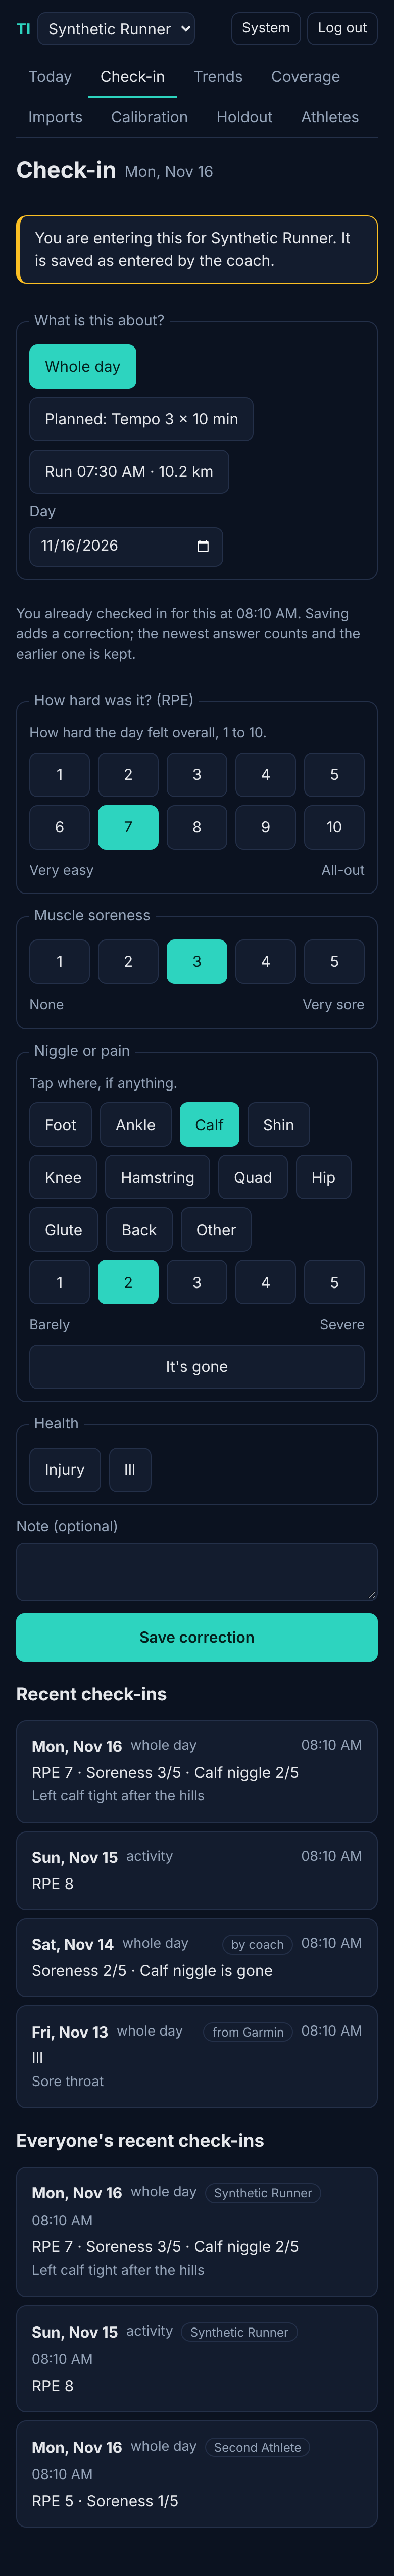 TI Synthetic Runner System Log out
Today Check-in Trends Coverage
Imports Calibration Holdout Athletes
Check-in Mon, Nov 16
You are entering this for Synthetic Runner. It
is saved as entered by the coach.
What is this about?
Whole day
Planned: Tempo 3 × 10 min
Run 07:30 AM · 10.2 km
Day
11/16/2026
You already checked in for this at 08:10 AM. Saving
adds a correction; the newest answer counts and the
earlier one is kept.
How hard was it? (RPE)
How hard the day felt overall, 1 to 10.
1 2 3 4 5
6 7 8 9 10
Very easy All-out
Muscle soreness
1 2 3 4 5
None Very sore
Niggle or pain
Tap where, if anything.
Foot Ankle Calf Shin
Knee Hamstring Quad Hip
Glute Back Other
1 2 3 4 5
Barely Severe
It's gone
Health
Injury Ill
Note (optional)
Save correction
Recent check-ins
Mon, Nov 16 whole day 08:10 AM
RPE 7 · Soreness 3/5 · Calf niggle 2/5
Left calf tight after the hills
Sun, Nov 15 activity 08:10 AM
RPE 8
Sat, Nov 14 whole day by coach 08:10 AM
Soreness 2/5 · Calf niggle is gone
Fri, Nov 13 whole day from Garmin 08:10 AM
Ill
Sore throat
Everyone's recent check-ins
Mon, Nov 16 whole day Synthetic Runner
08:10 AM
RPE 7 · Soreness 3/5 · Calf niggle 2/5
Left calf tight after the hills
Sun, Nov 15 activity Synthetic Runner
08:10 AM
RPE 8
Mon, Nov 16 whole day Second Athlete
08:10 AM
RPE 5 · Soreness 1/5